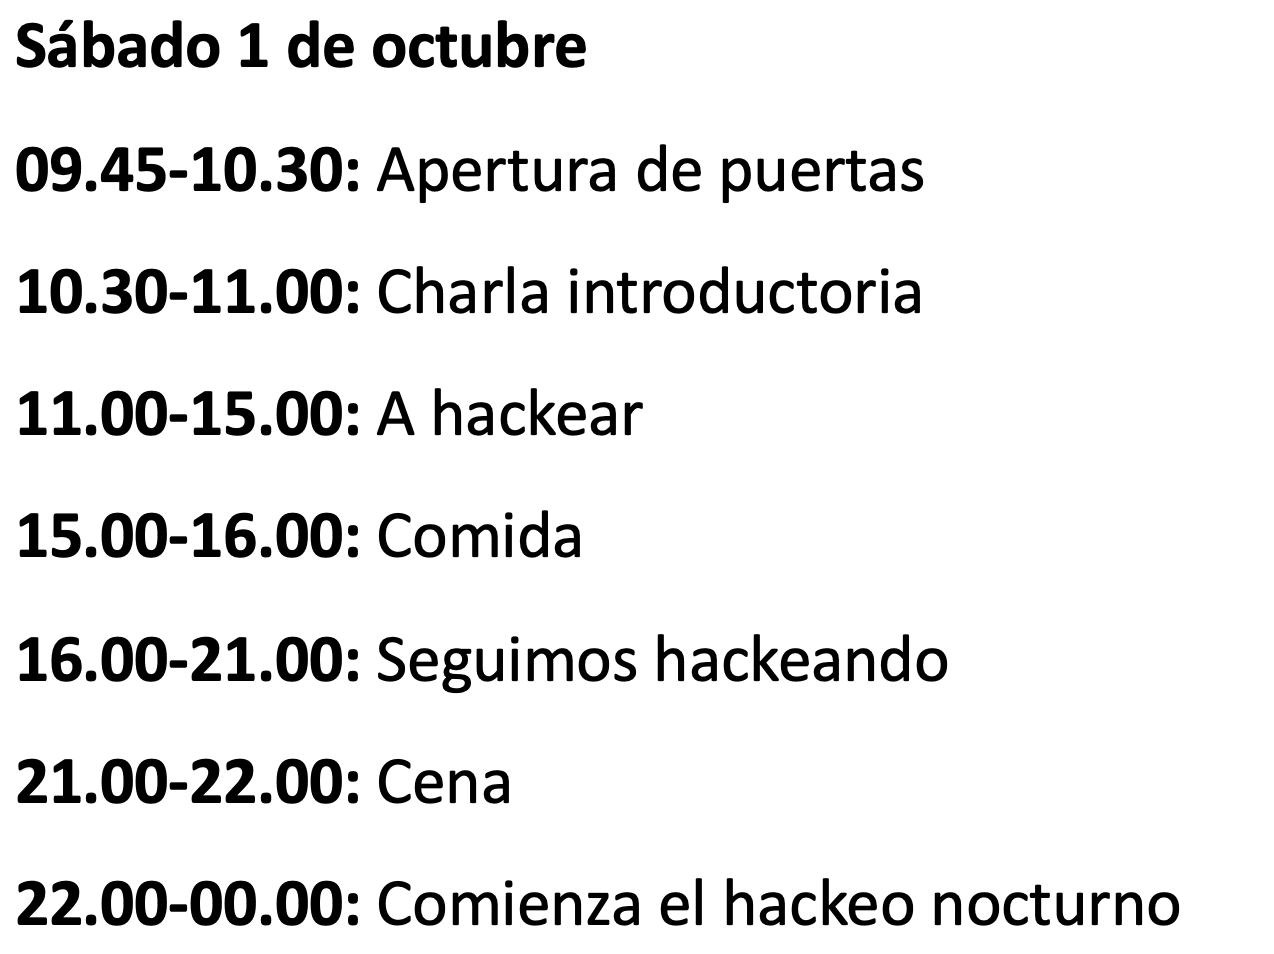 Sábado 1 de octubre
09.45-10.30: Apertura de puertas
10.30-11.00: Charla introductoria
11.00-15.00: A hackear
15.00-16.00: Comida
16.00-21.00: Seguimos hackeando
21.00-22.00: Cena
22.00-00.00: Comienza el hackeo nocturno